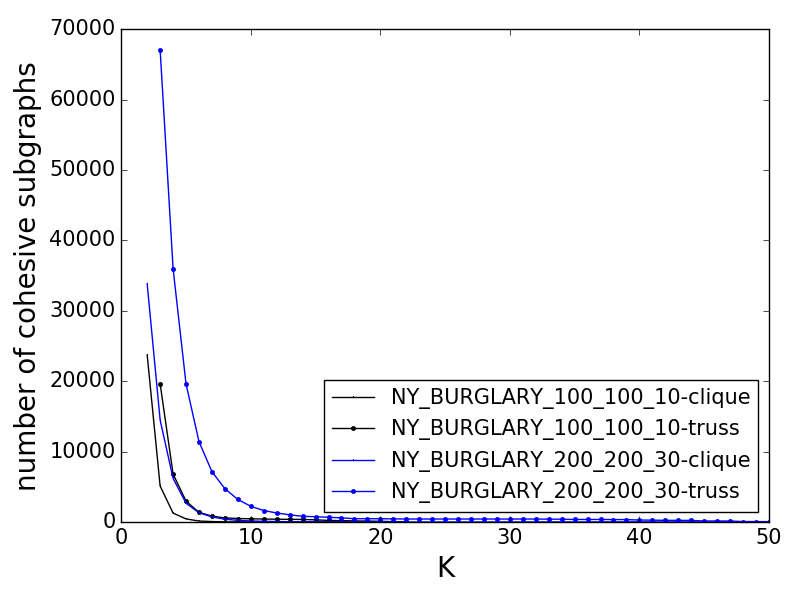 70000
60000
50000
40000
30000
20000
10000
0
number of cohesive subgraphs
NY_BURGLARY_100_100_10-clique
NY_BURGLARY_100_100_10-truss
NY_BURGLARY_200_200_30-clique
NY_BURGLARY_200_200_30-truss
0 10 20 30 40 50
K